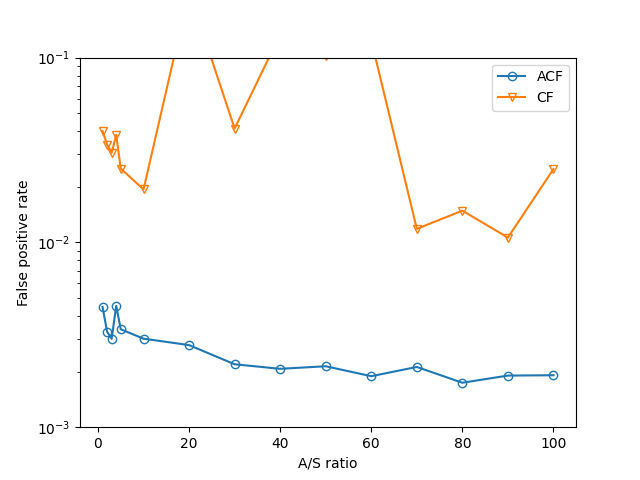 10⁻¹
10⁻²
10⁻³
False positive rate
ACF
CF
0 20 40 60 80 100
A/S ratio